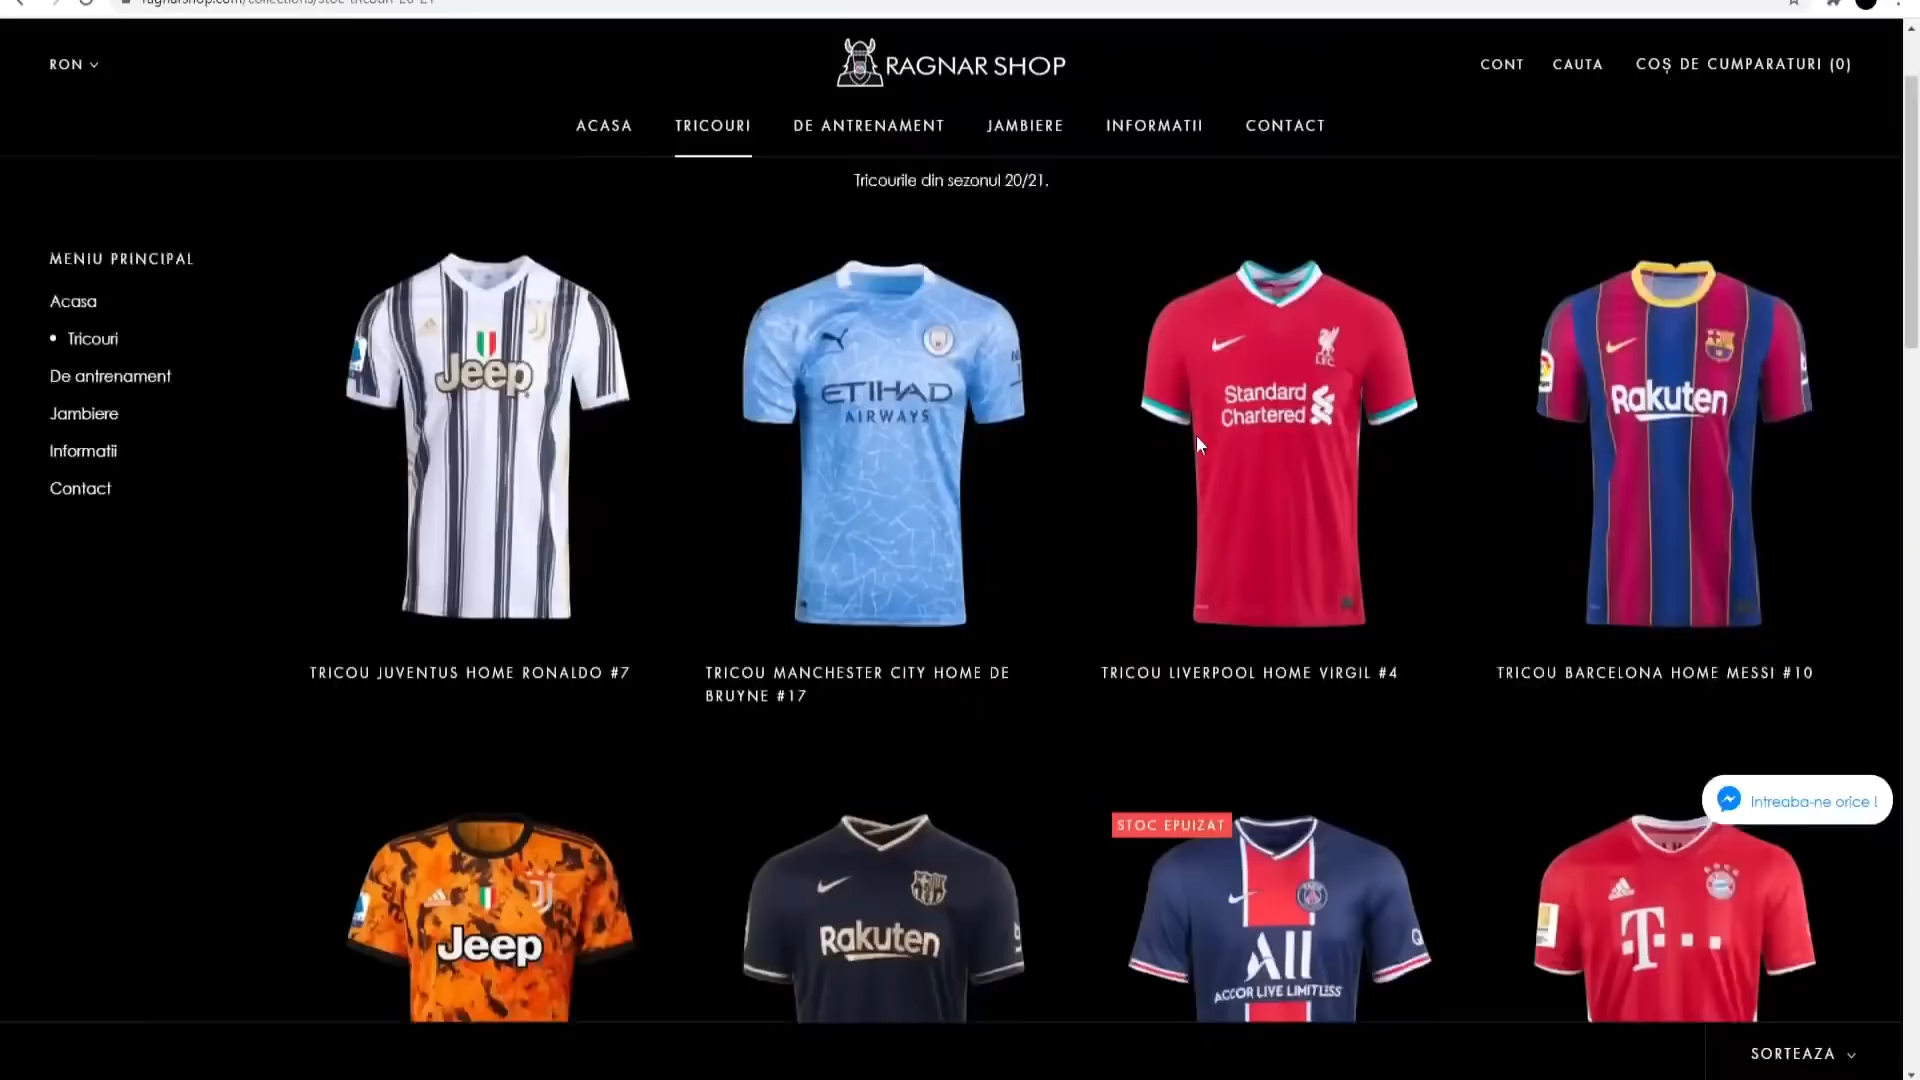 RON
RAGNAR SHOP
CONT CAUTA COȘ DE CUMPARATURI (0)
ACASA TRICOURI DE ANTRENAMENT JAMBIERE INFORMATII CONTACT
Tricourile din sezonul 20/21.
MENIU PRINCIPAL
Acasa
Tricouri
De antrenament
Jambiere
Informatii
Contact
Jeep
ETIHAD
AIRWAYS
L.F.C.
Standard
Chartered
Rakuten
TRICOU JUVENTUS HOME RONALDO #7
TRICOU MANCHESTER CITY HOME DE
BRUYNE #17
TRICOU LIVERPOOL HOME VIRGIL #4
TRICOU BARCELONA HOME MESSI #10
Intreaba-ne orice !
STOC EPUIZAT
Jeep
Rakuten
All
ACCOR LIVE LIMITLESS
T
SORTEAZA